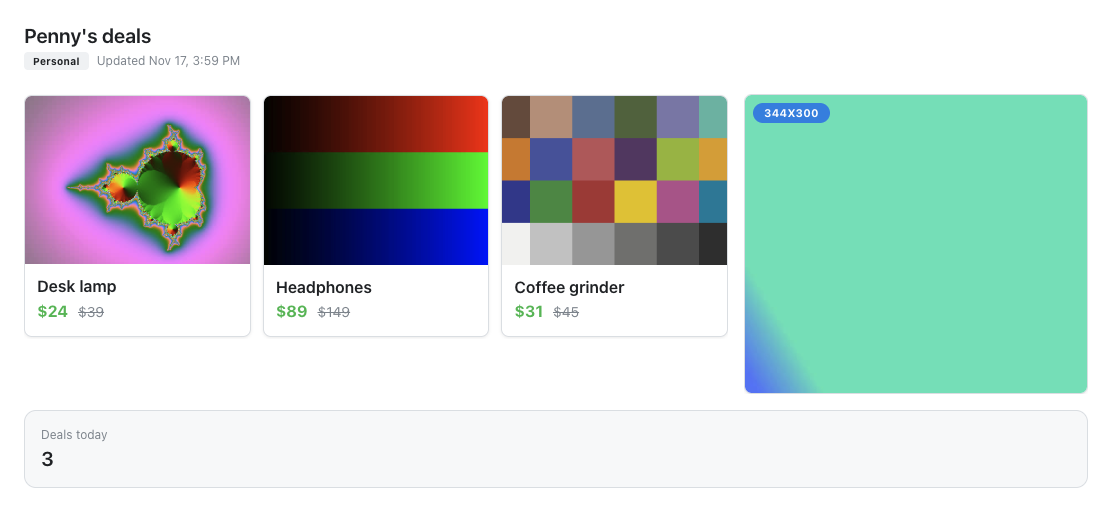 Penny's deals
Personal Updated Nov 17, 3:59 PM
Desk lamp
$24 $39
Headphones
$89 $149
Coffee grinder
$31 $45
344X300
Deals today
3